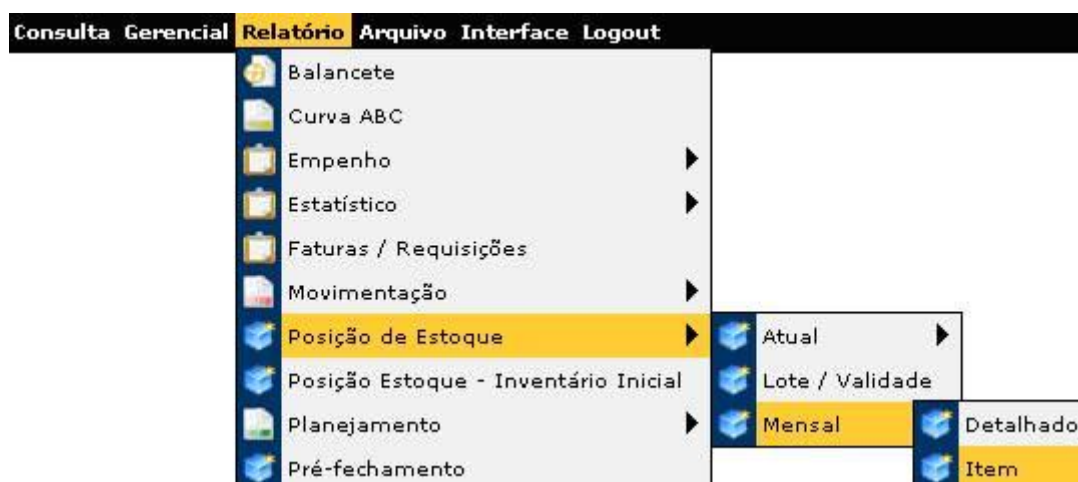 Consulta Gerencial Relatório Arquivo Interface Logout
Balancete
Curva ABC
Empenho
Estatístico
Faturas / Requisições
Movimentação
Posição de Estoque
Atual
Posição Estoque - Inventário Inicial
Lote / Validade
Planejamento
Mensal
Detalhado
Pré-fechamento
Item